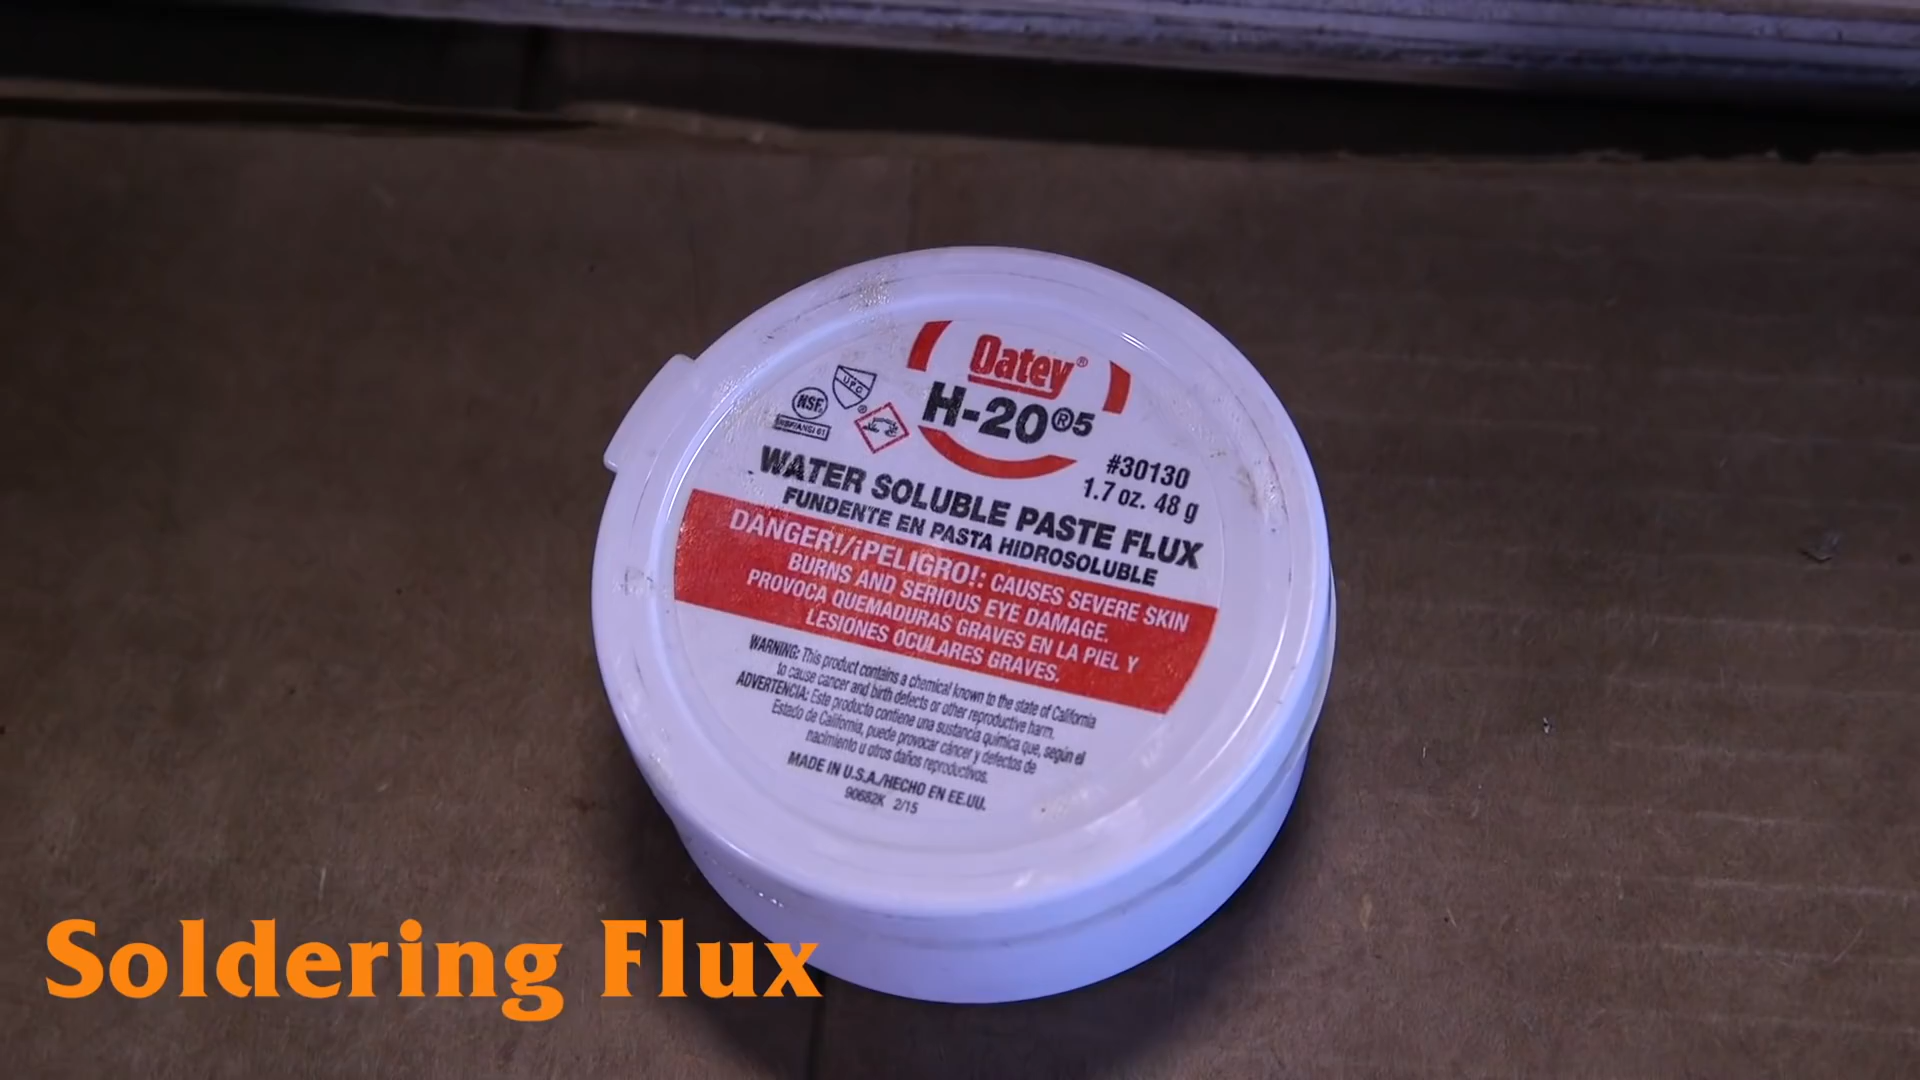 Oatey®
H-20®5
UPC
®
NSF
NSF/ANSI 61
#30130
1.7 oz. 48 g
WATER SOLUBLE PASTE FLUX
FUNDENTE EN PASTA HIDROSOLUBLE
DANGER!/¡PELIGRO!: CAUSES SEVERE SKIN
BURNS AND SERIOUS EYE DAMAGE.
PROVOCA QUEMADURAS GRAVES EN LA PIEL Y
LESIONES OCULARES GRAVES.
WARNING: This product contains a chemical known to the state of California
to cause cancer and birth defects or other reproductive harm.
ADVERTENCIA: Este producto contiene una sustancia química que, según el
Estado de California, puede provocar cáncer y defectos de
nacimiento u otros daños reproductivos.
MADE IN U.S.A./HECHO EN EE.UU.
90682K 2/15
Soldering Flux